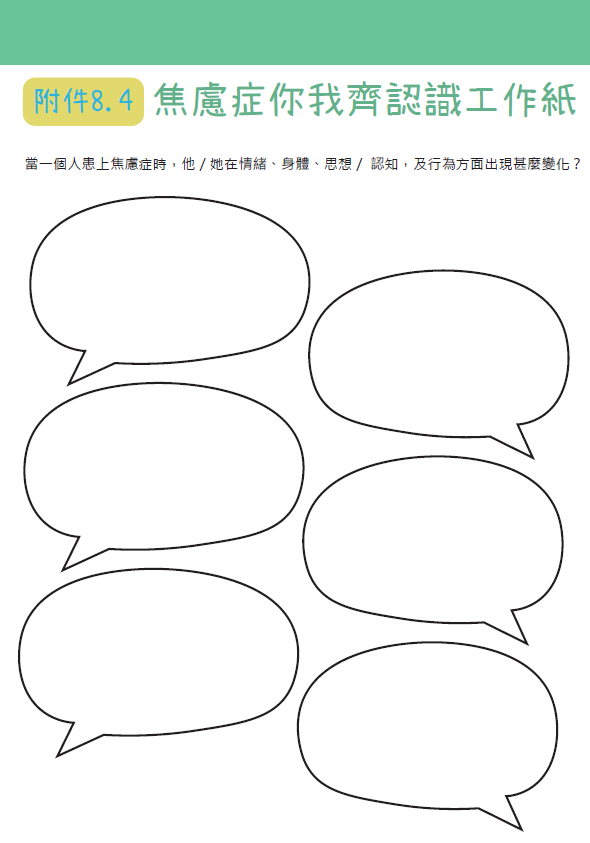 附件8.4 焦慮症你我齊認識工作紙
當一個人患上焦慮症時，他 / 她在情緒、身體、思想 / 認知，及行為方面出現甚麼變化？